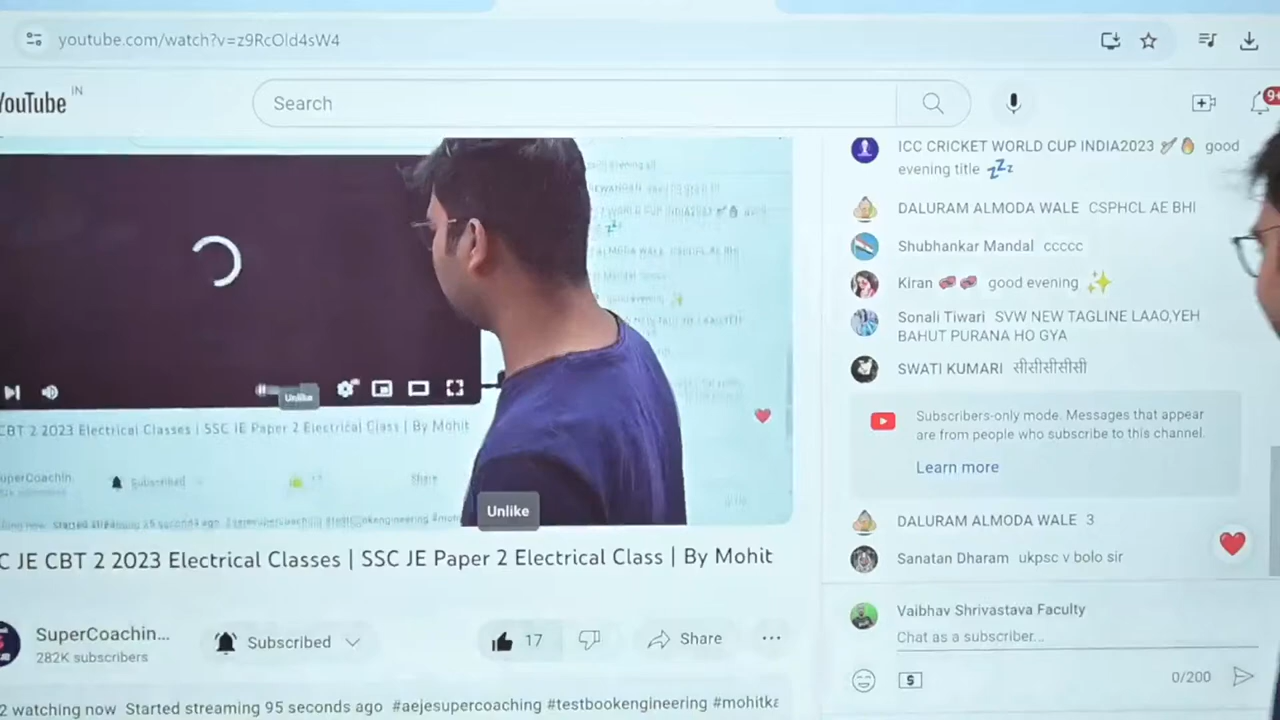 youtube.com/watch?v=z9RcOld4sW4
YouTube IN
Search
9+
ICC CRICKET WORLD CUP INDIA2023 🏏🔥 good
evening title 💤
DALURAM ALMODA WALE CSPHCL AE BHI
Shubhankar Mandal ccccc
Kiran good evening ✨
Sonali Tiwari SVW NEW TAGLINE LAAO,YEH
BAHUT PURANA HO GYA
SWATI KUMARI सीसीसीसीसी
Subscribers-only mode. Messages that appear
are from people who subscribe to this channel.
Learn more
DALURAM ALMODA WALE 3
Sanatan Dharam ukpsc v bolo sir
Vaibhav Shrivastava Faculty
Chat as a subscriber...
0/200
Unlike
CBT 2 2023 Electrical Classes | SSC JE Paper 2 Electrical Class | By Mohit
Subscribed
Share
Unlike
C JE CBT 2 2023 Electrical Classes | SSC JE Paper 2 Electrical Class | By Mohit
SuperCoachin...
282K subscribers
Subscribed
17
Share
2 watching now Started streaming 95 seconds ago #aejesupercoaching #testbookengineering #mohitka